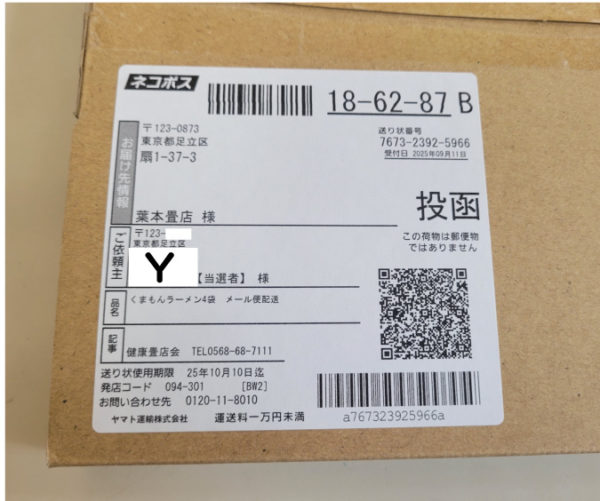 ネコポス
18-62-87 B
〒123-0873
東京都足立区
扇1-37-3
お届け先情報
葉本畳店 様
送り状番号
7673-2392-5966
受付日 2025年09月11日
投函
この荷物は郵便物
ではありません
ご依頼主
〒123-
東京都足立区
Y
【当選者】 様
品名
くまもんラーメン4袋 メール便配送
記事
健康畳店会 TEL0568-68-7111
送り状使用期限 25年10月10日迄
発店コード 094-301 [BW2]
お問い合わせ先 0120-11-8010
ヤマト運輸株式会社 運送料一万円未満
a767323925966a